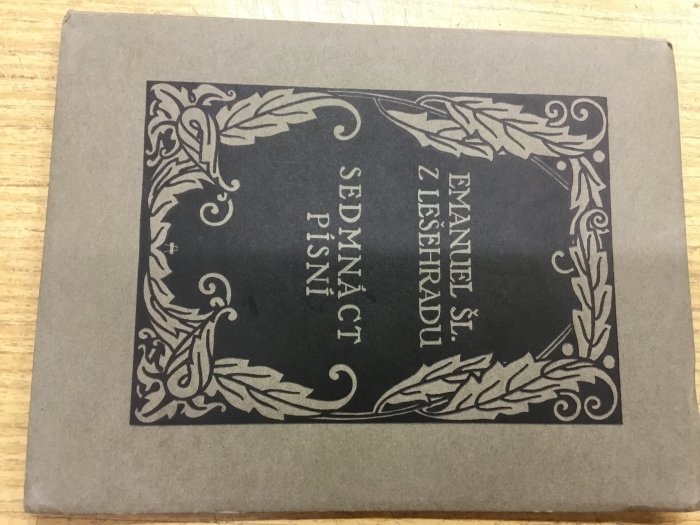 EMANUEL ŠL.
Z LEŠEHRADU
SEDMNÁCT
PÍSNÍ